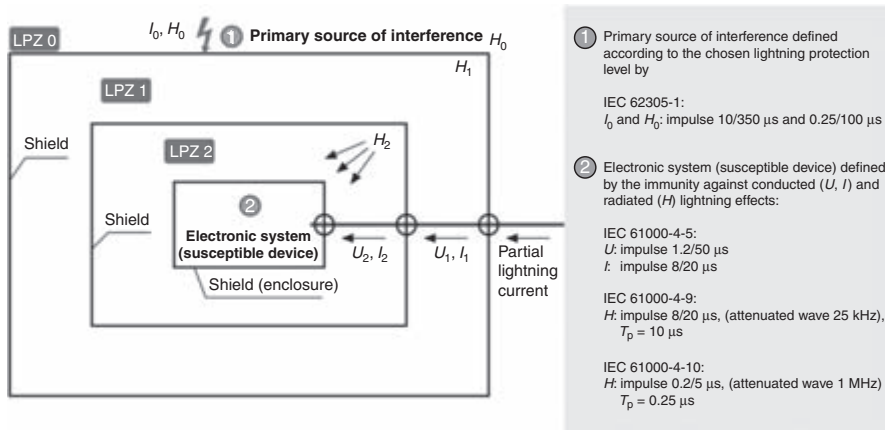 LPZ 0
I0, H0
1 Primary source of interference
H0
H1
LPZ 1
Shield
LPZ 2
H2
2
Shield
Electronic system
(susceptible device)
U2, I2
U1, I1
Partial
lightning
current
Shield (enclosure)
1 Primary source of interference defined
according to the chosen lightning protection
level by
IEC 62305-1:
I0 and H0: impulse 10/350 μs and 0.25/100 μs
2 Electronic system (susceptible device) defined
by the immunity against conducted (U, I) and
radiated (H) lightning effects:
IEC 61000-4-5:
U: impulse 1.2/50 μs
I: impulse 8/20 μs
IEC 61000-4-9:
H: impulse 8/20 μs, (attenuated wave 25 kHz),
Tp = 10 μs
IEC 61000-4-10:
H: impulse 0.2/5 μs, (attenuated wave 1 MHz)
Tp = 0.25 μs